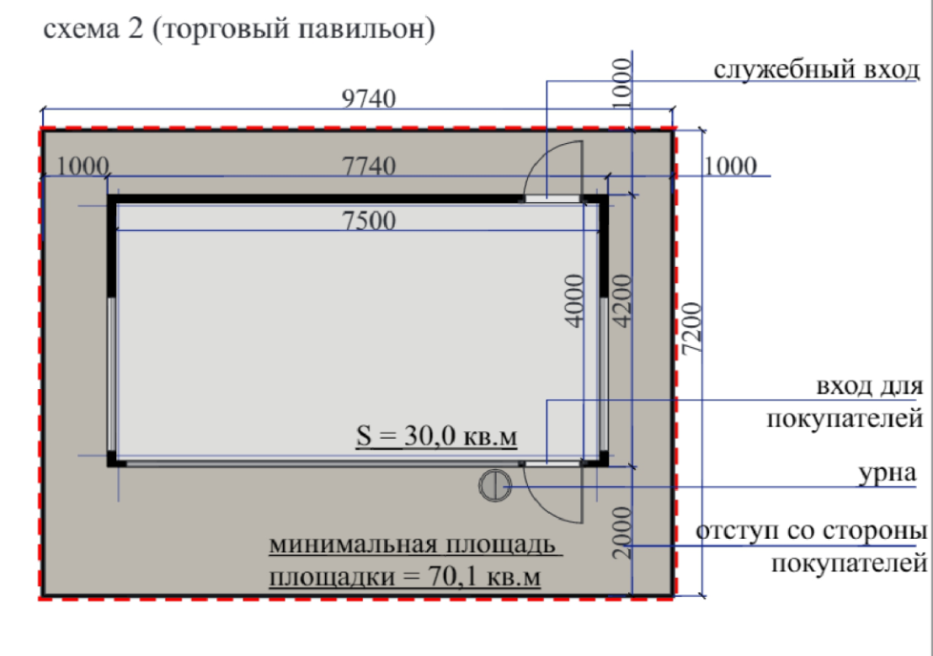 схема 2 (торговый павильон)
1000
служебный вход
9740
1000
7740
1000
7500
4000
4200
7200
вход для
покупателей
S = 30,0 кв.м
урна
2000
отступ со стороны
покупателей
минимальная площадь
площадки = 70,1 кв.м